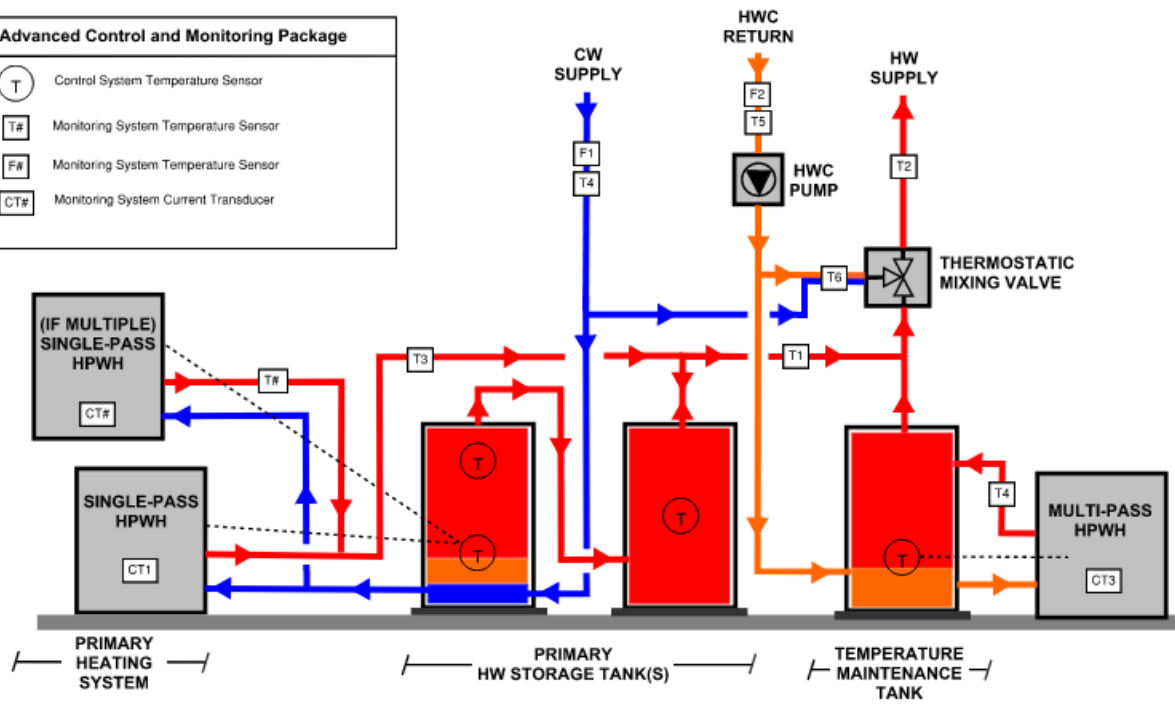 Advanced Control and Monitoring Package
T
Control System Temperature Sensor
T#
Monitoring System Temperature Sensor
F#
Monitoring System Temperature Sensor
CT#
Monitoring System Current Transducer
CW
SUPPLY
HWC
RETURN
HW
SUPPLY
F1
T4
F2
T5
HWC
PUMP
T2
T6
THERMOSTATIC
MIXING VALVE
(IF MULTIPLE)
SINGLE-PASS
HPWH
CT#
T#
T3
T1
SINGLE-PASS
HPWH
CT1
T
T
T
T
T4
MULTI-PASS
HPWH
CT3
PRIMARY
HEATING
SYSTEM
PRIMARY
HW STORAGE TANK(S)
TEMPERATURE
MAINTENANCE
TANK